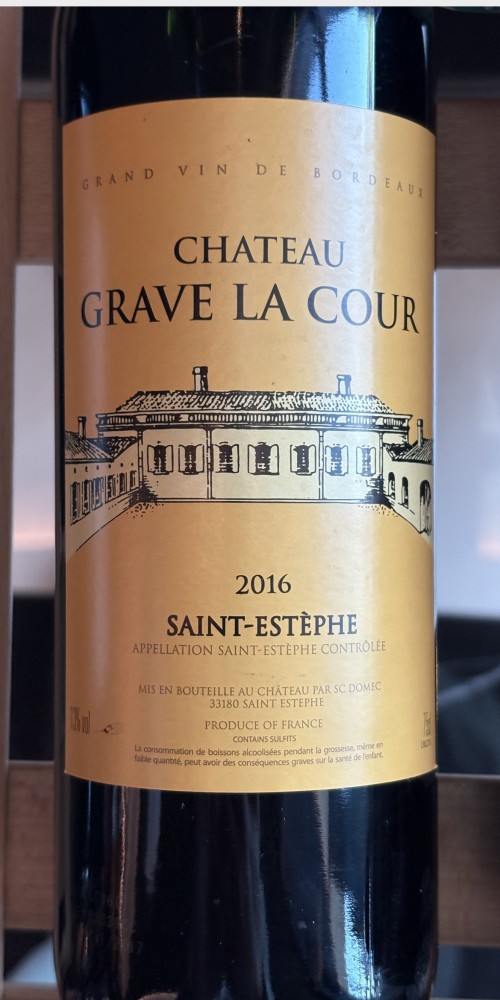 GRAND VIN DE BORDEAUX
CHATEAU
GRAVE LA COUR
2016
SAINT-ESTÈPHE
APPELLATION SAINT-ESTÈPHE CONTRÔLÉE
MIS EN BOUTEILLE AU CHÂTEAU PAR SC DOMEC
33180 SAINT ESTEPHE
PRODUCE OF FRANCE
CONTAINS SULFITS
vol
75cl
La consommation de boissons alcoolisées pendant la grossesse, même en
faible quantité, peut avoir des conséquences graves sur la santé de l'enfant.